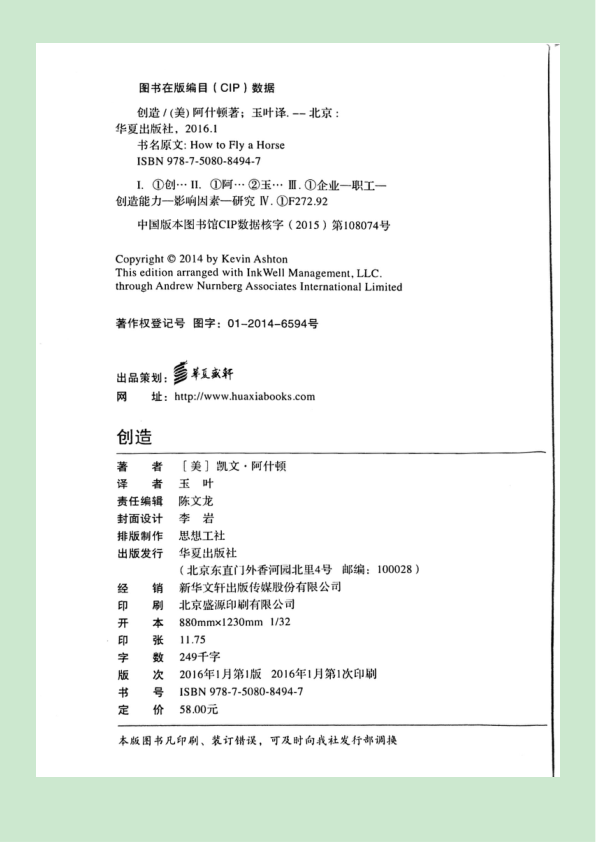 图书在版编目（CIP）数据
创造 / (美) 阿什顿著；玉叶译. -- 北京：
华夏出版社，2016.1
书名原文: How to Fly a Horse
ISBN 978-7-5080-8494-7
I. ①创… II. ①阿… ②玉… Ⅲ. ①企业—职工—
创造能力—影响因素—研究 Ⅳ. ①F272.92
中国版本图书馆CIP数据核字（2015）第108074号
Copyright © 2014 by Kevin Ashton
This edition arranged with InkWell Management, LLC.
through Andrew Nurnberg Associates International Limited
著作权登记号 图字：01-2014-6594号
出品策划： 华夏盛轩
网 址：http://www.huaxiabooks.com
创造
著 者 ［美］凯文·阿什顿
译 者 玉 叶
责任编辑 陈文龙
封面设计 李 岩
排版制作 思想工社
出版发行 华夏出版社
（北京东直门外香河园北里4号 邮编：100028）
经 销 新华文轩出版传媒股份有限公司
印 刷 北京盛源印刷有限公司
开 本 880mm×1230mm 1/32
印 张 11.75
字 数 249千字
版 次 2016年1月第1版 2016年1月第1次印刷
书 号 ISBN 978-7-5080-8494-7
定 价 58.00元
本版图书凡印刷、装订错误，可及时向我社发行部调换